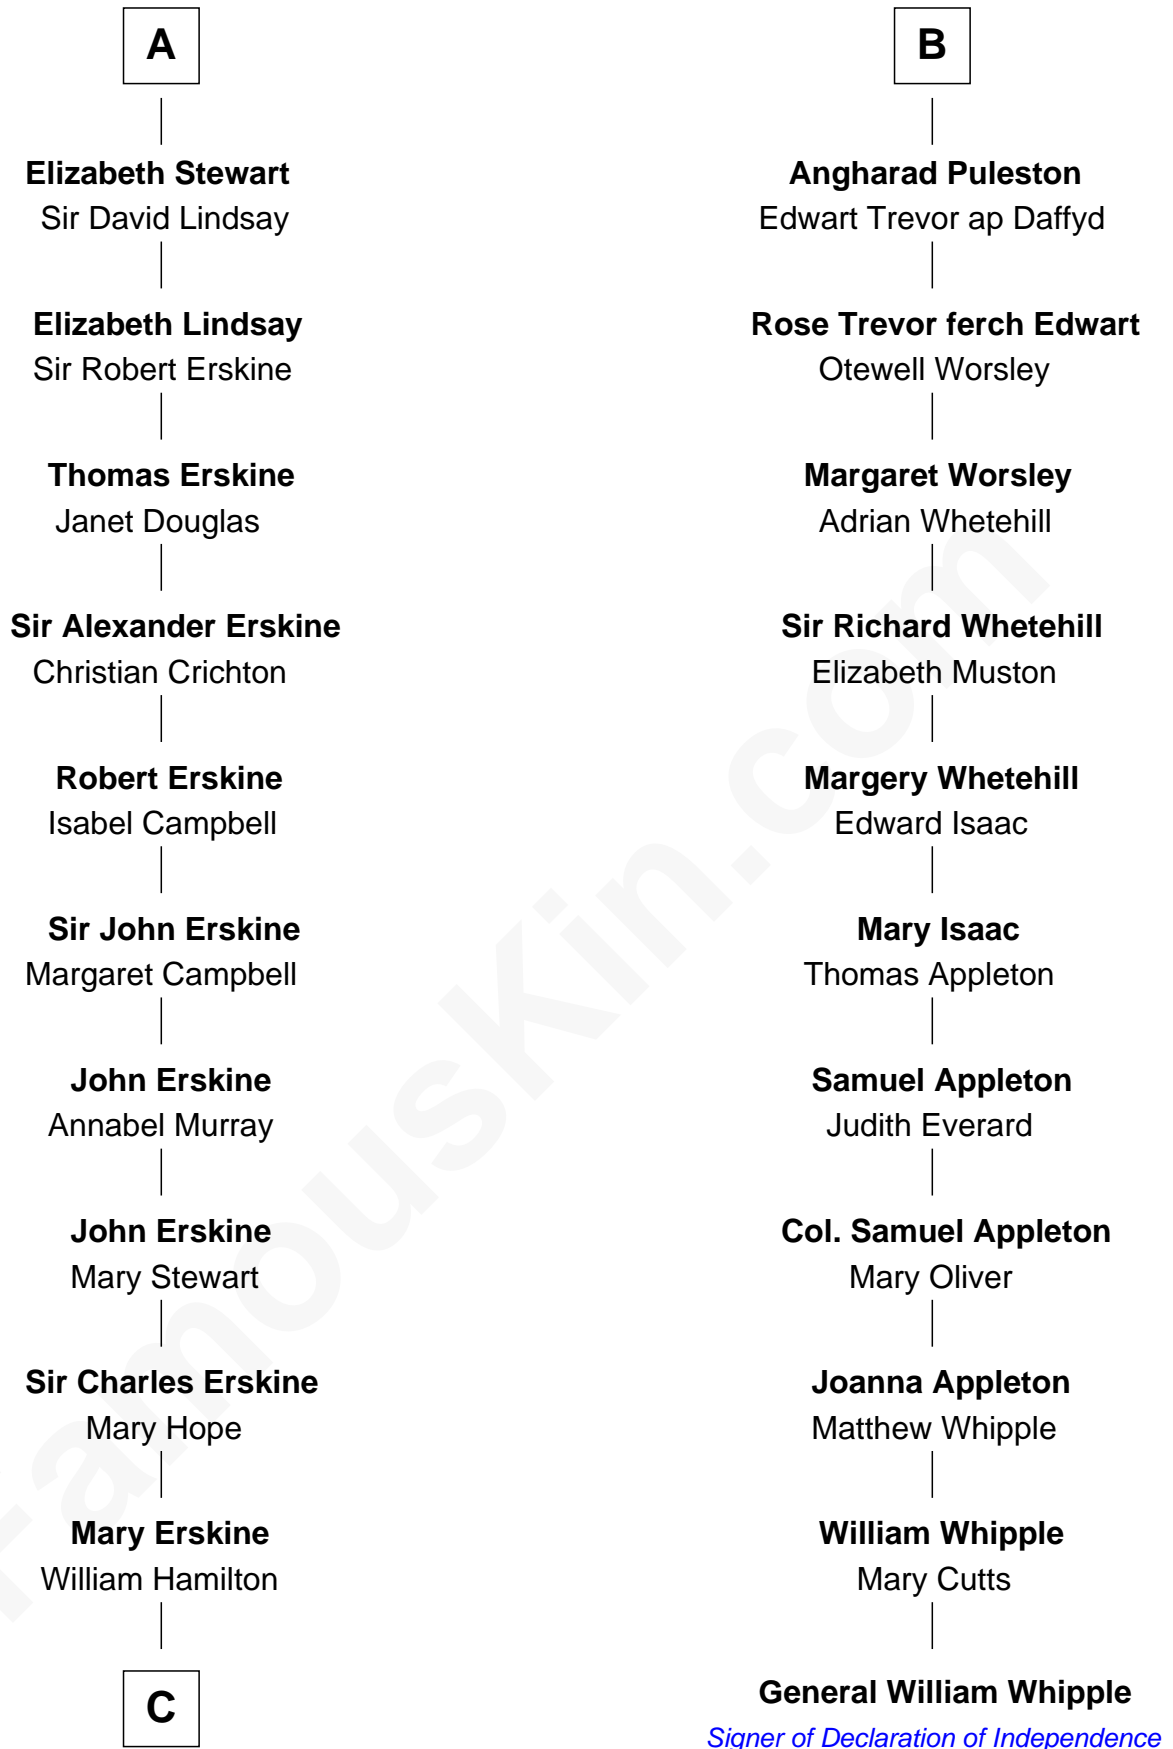 A
Elizabeth Stewart
Sir David Lindsay
Elizabeth Lindsay
Sir Robert Erskine
Thomas Erskine
Janet Douglas
Sir Alexander Erskine
Christian Crichton
Robert Erskine
Isabel Campbell
Sir John Erskine
Margaret Campbell
John Erskine
Annabel Murray
John Erskine
Mary Stewart
Sir Charles Erskine
Mary Hope
Mary Erskine
William Hamilton
C
B
Angharad Puleston
Edwart Trevor ap Daffyd
Rose Trevor ferch Edwart
Otewell Worsley
Margaret Worsley
Adrian Whetehill
Sir Richard Whetehill
Elizabeth Muston
Margery Whetehill
Edward Isaac
Mary Isaac
Thomas Appleton
Samuel Appleton
Judith Everard
Col. Samuel Appleton
Mary Oliver
Joanna Appleton
Matthew Whipple
William Whipple
Mary Cutts
General William Whipple
Signer of Declaration of Independence
FamousKin.com